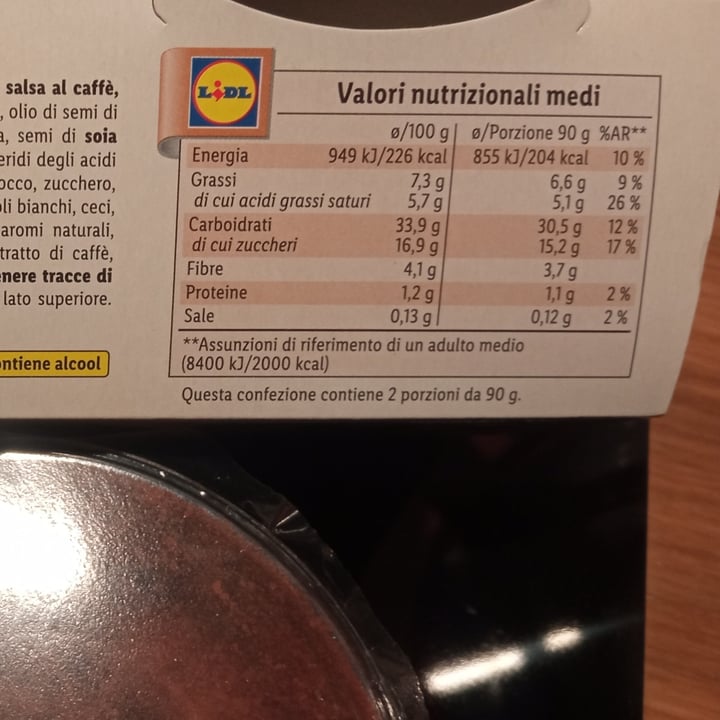 salsa al caffè,
, olio di semi di
a, semi di soia
eridi degli acidi
occo, zucchero,
oli bianchi, ceci,
aromi naturali,
tratto di caffè,
enere tracce di
lato superiore.
ontiene alcool
LIDL
Valori nutrizionali medi
ø/100 g ø/Porzione 90 g %AR**
Energia 949 kJ/226 kcal 855 kJ/204 kcal 10 %
Grassi 7,3 g 6,6 g 9 %
di cui acidi grassi saturi 5,7 g 5,1 g 26 %
Carboidrati 33,9 g 30,5 g 12 %
di cui zuccheri 16,9 g 15,2 g 17 %
Fibre 4,1 g 3,7 g
Proteine 1,2 g 1,1 g 2 %
Sale 0,13 g 0,12 g 2 %
**Assunzioni di riferimento di un adulto medio
(8400 kJ/2000 kcal)
Questa confezione contiene 2 porzioni da 90 g.